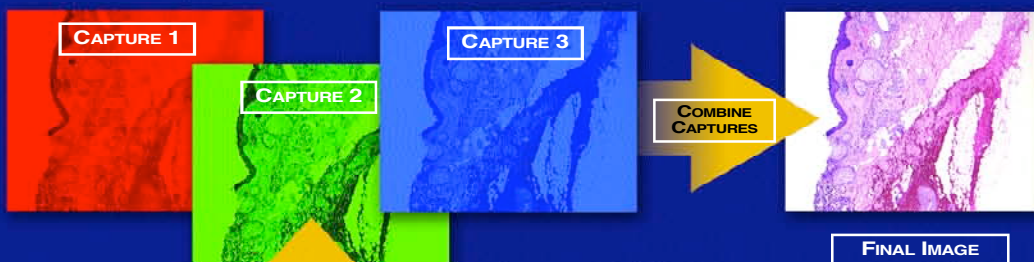 CAPTURE 1
CAPTURE 2
CAPTURE 3
COMBINE
CAPTURES
FINAL IMAGE